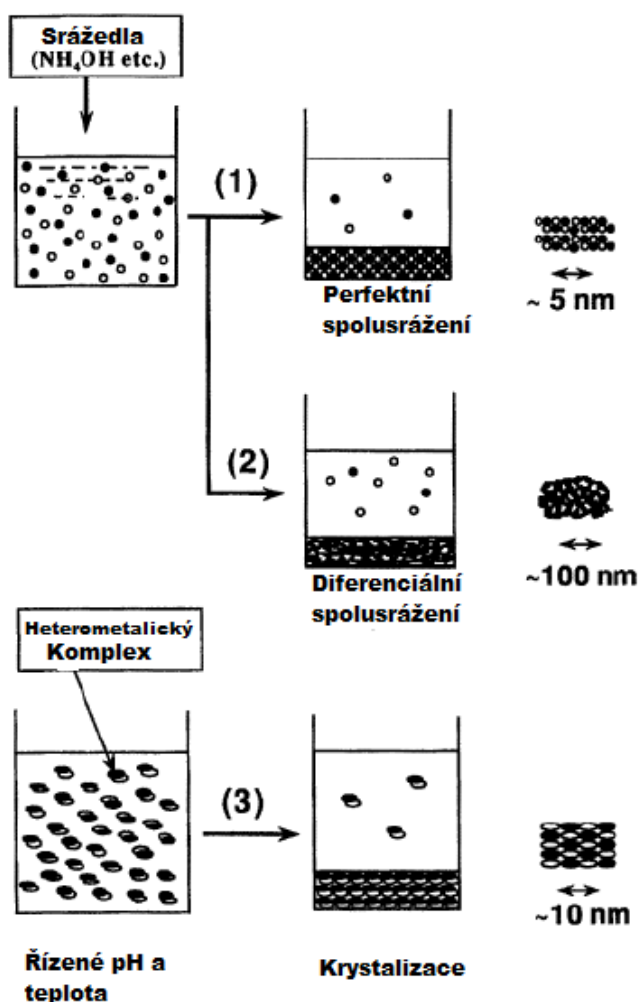 Srážedla
(NH₄OH etc.)
(1)
Perfektní
spolusrážení
~ 5 nm
(2)
Diferenciální
spolusrážení
~100 nm
Heterometalický
Komplex
(3)
~10 nm
Řízené pH a
teplota
Krystalizace